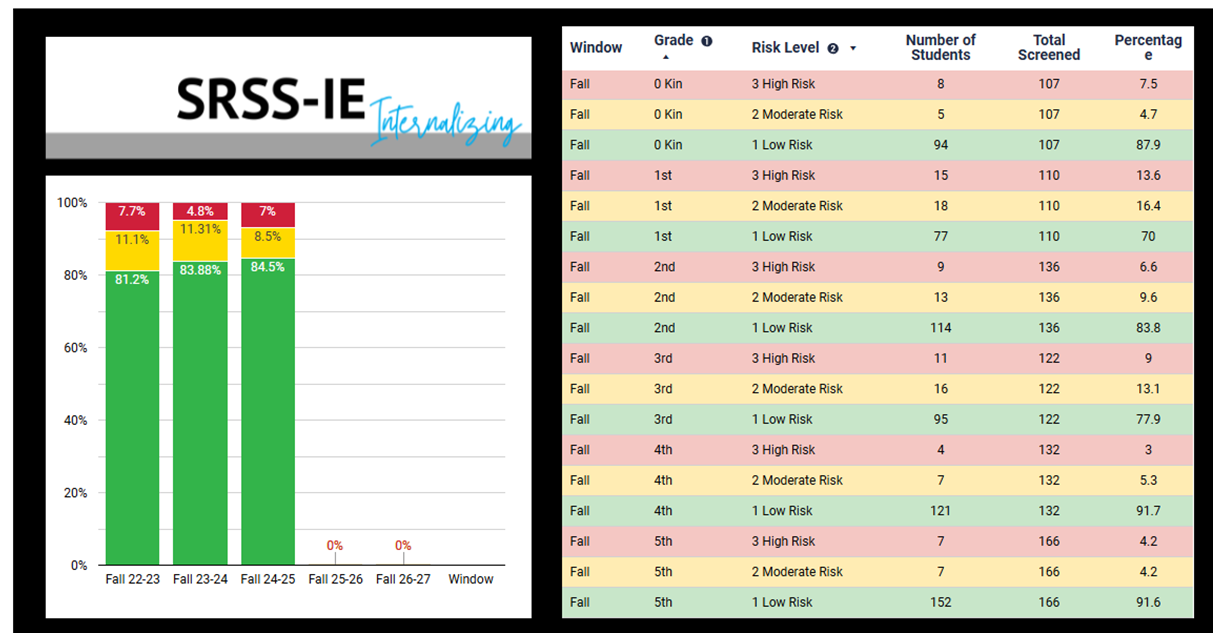 SRSS-IE Internalizing
100%
80%
60%
40%
20%
0%
7.7% 4.8% 7%
11.1% 11.31% 8.5%
81.2% 83.88% 84.5%
0% 0%
Fall 22-23 Fall 23-24 Fall 24-25 Fall 25-26 Fall 26-27 Window
Window Grade 1 Risk Level 2 Number of Students Total Screened Percentage
Fall 0 Kin 3 High Risk 8 107 7.5
Fall 0 Kin 2 Moderate Risk 5 107 4.7
Fall 0 Kin 1 Low Risk 94 107 87.9
Fall 1st 3 High Risk 15 110 13.6
Fall 1st 2 Moderate Risk 18 110 16.4
Fall 1st 1 Low Risk 77 110 70
Fall 2nd 3 High Risk 9 136 6.6
Fall 2nd 2 Moderate Risk 13 136 9.6
Fall 2nd 1 Low Risk 114 136 83.8
Fall 3rd 3 High Risk 11 122 9
Fall 3rd 2 Moderate Risk 16 122 13.1
Fall 3rd 1 Low Risk 95 122 77.9
Fall 4th 3 High Risk 4 132 3
Fall 4th 2 Moderate Risk 7 132 5.3
Fall 4th 1 Low Risk 121 132 91.7
Fall 5th 3 High Risk 7 166 4.2
Fall 5th 2 Moderate Risk 7 166 4.2
Fall 5th 1 Low Risk 152 166 91.6